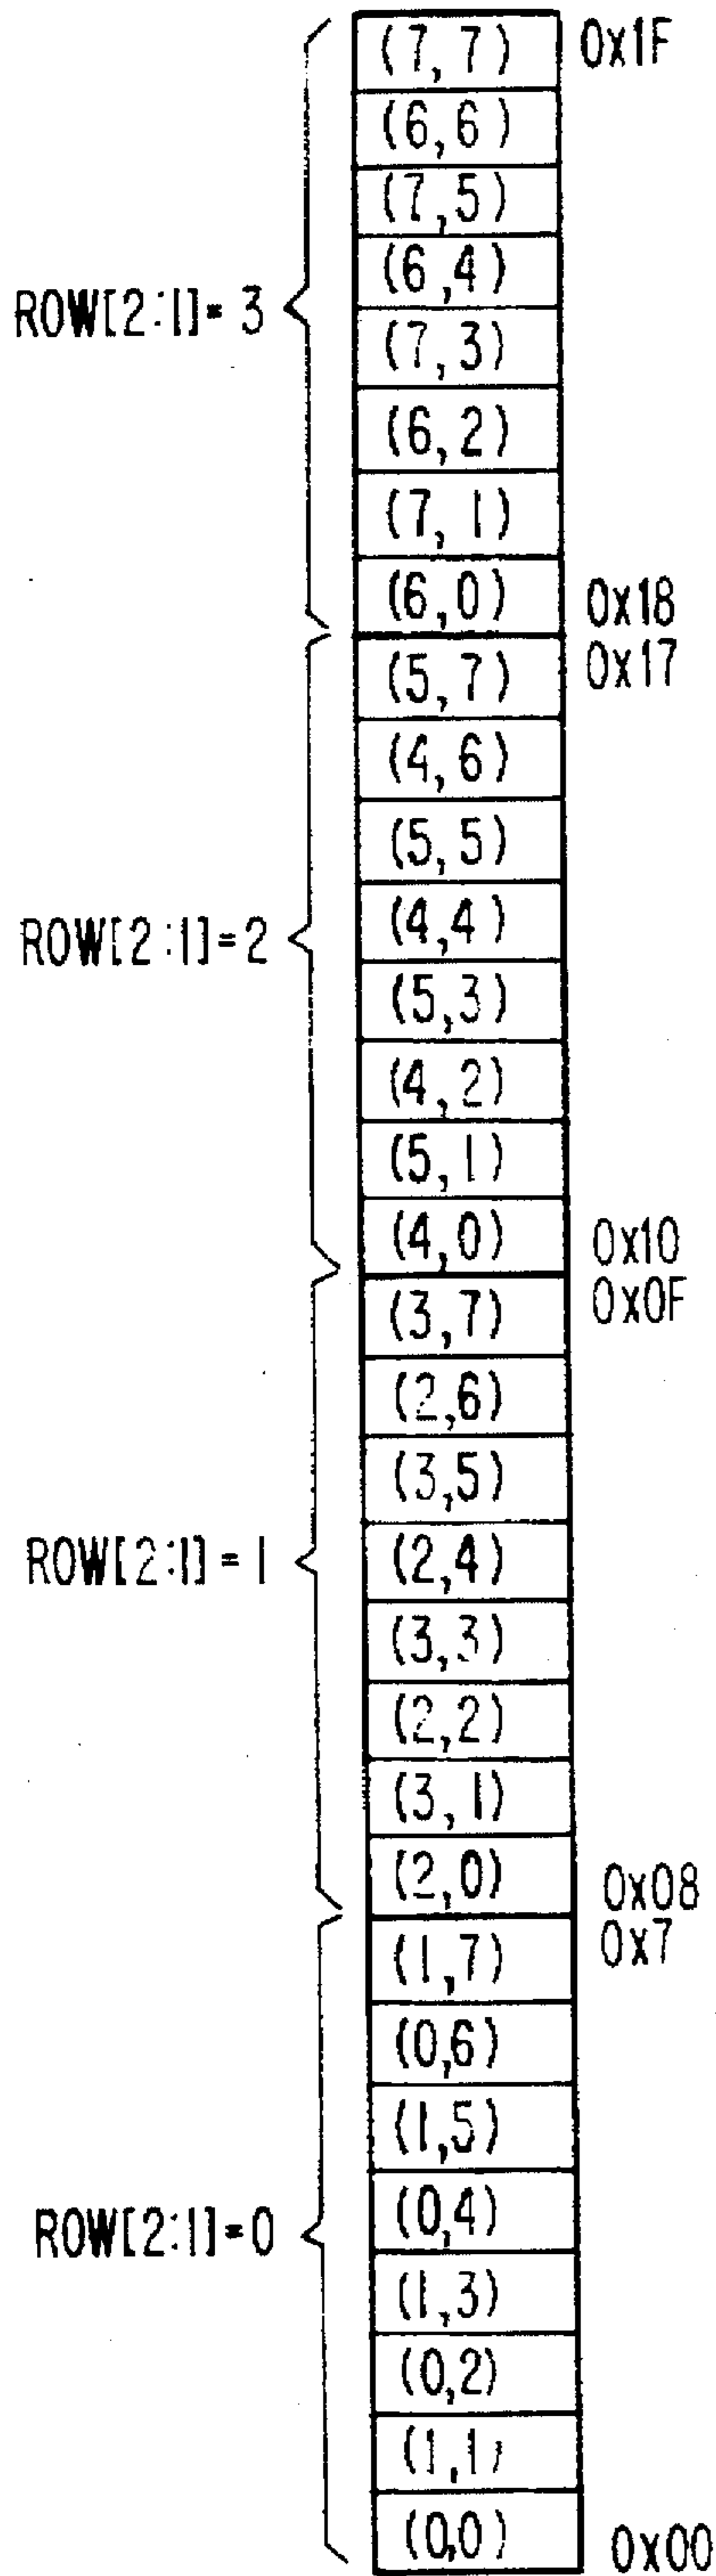 (7,7) 0x1F
(6,6)
(7,5)
(6,4)
ROW[2:1]= 3
(7,3)
(6,2)
(7,1)
(6,0) 0x18
(5,7) 0x17
(4,6)
(5,5)
ROW[2:1]=2
(4,4)
(5,3)
(4,2)
(5,1)
(4,0) 0x10
(3,7) 0x0F
(2,6)
(3,5)
ROW[2:1]=1
(2,4)
(3,3)
(2,2)
(3,1)
(2,0) 0x08
(1,7) 0x7
(0,6)
(1,5)
ROW[2:1]=0
(0,4)
(1,3)
(0,2)
(1,1)
(0,0) 0x00